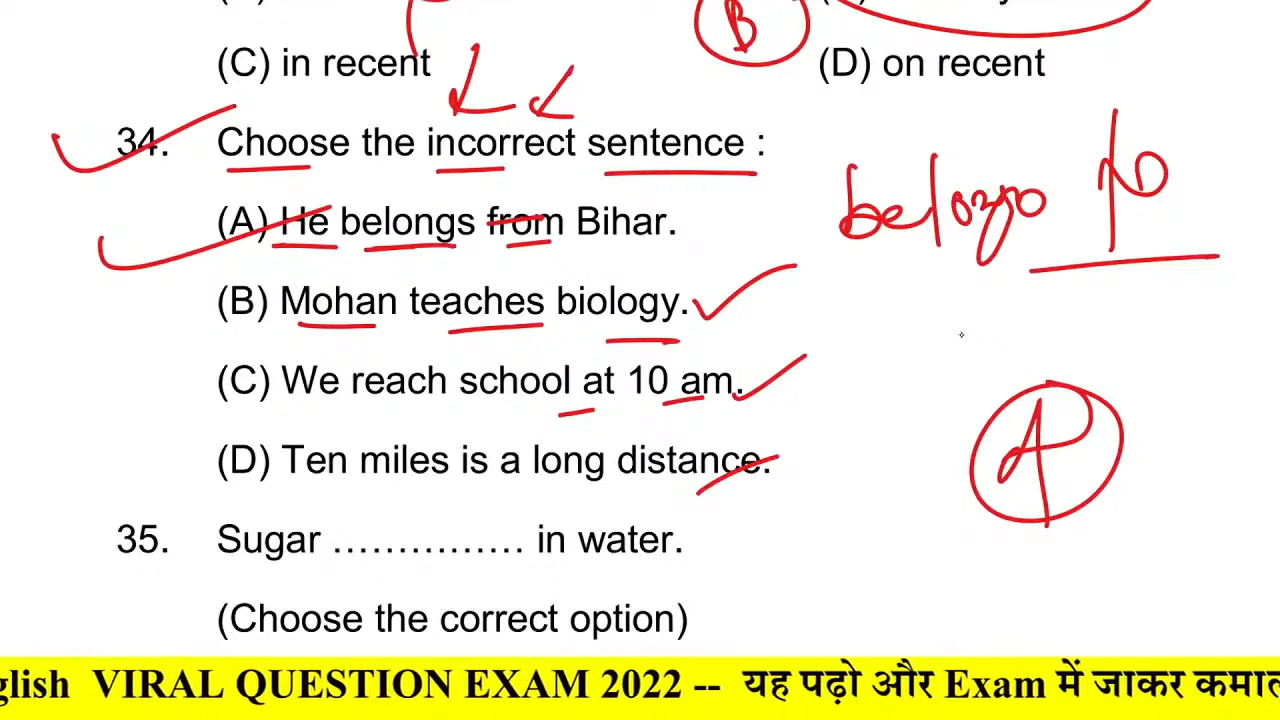 B
(C) in recent (D) on recent
34. Choose the incorrect sentence :
(A) He belongs from Bihar.
belongs to
(B) Mohan teaches biology.
(C) We reach school at 10 am.
(D) Ten miles is a long distance.
A
35. Sugar …………… in water.
(Choose the correct option)
glish VIRAL QUESTION EXAM 2022 -- यह पढ़ो और Exam में जाकर कमाल